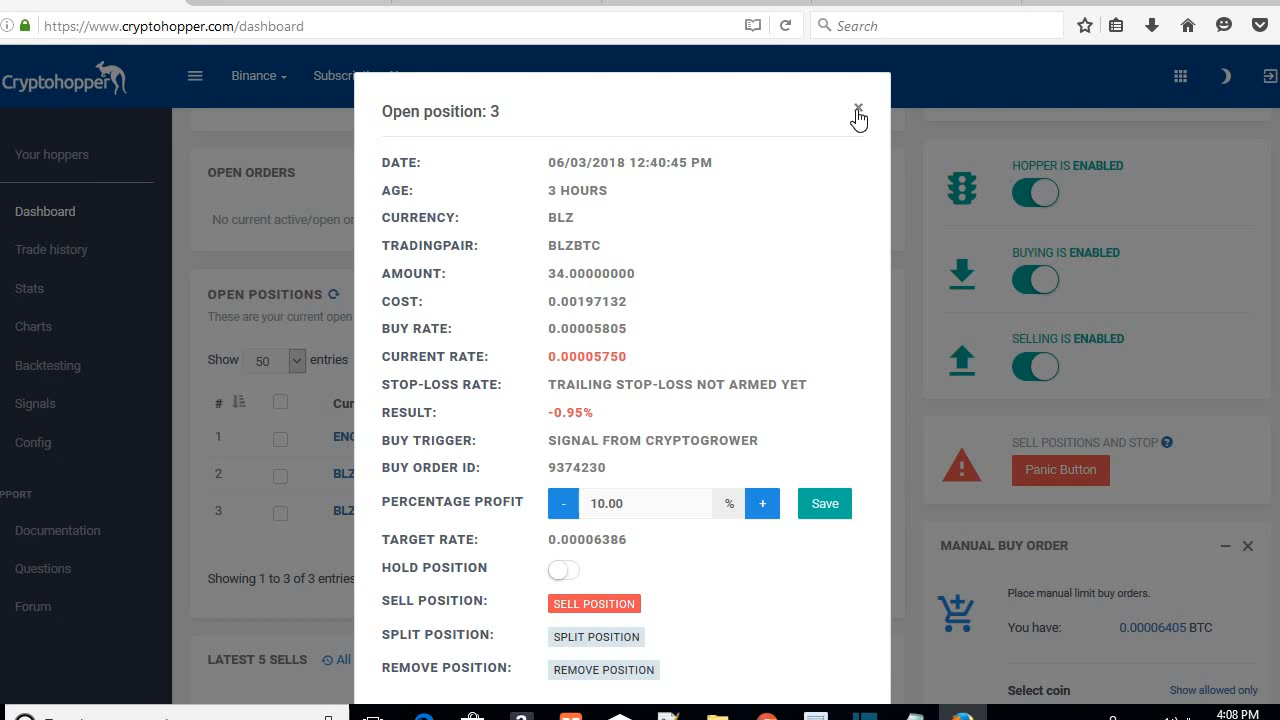 https://www.cryptohopper.com/dashboard
Search
Cryptohopper
Binance
Your hoppers
Dashboard
Trade history
Stats
Charts
Backtesting
Signals
Config
PPORT
Documentation
Questions
Forum
OPEN ORDERS
No current active/open or
OPEN POSITIONS
These are your current open
Show 50 entries
# Cur
1 ENG
2 BLZ
3 BLZ
Showing 1 to 3 of 3 entries
LATEST 5 SELLS All
Open position: 3
×
DATE: 06/03/2018 12:40:45 PM
AGE: 3 HOURS
CURRENCY: BLZ
TRADINGPAIR: BLZBTC
AMOUNT: 34.00000000
COST: 0.00197132
BUY RATE: 0.00005805
CURRENT RATE: 0.00005750
STOP-LOSS RATE: TRAILING STOP-LOSS NOT ARMED YET
RESULT: -0.95%
BUY TRIGGER: SIGNAL FROM CRYPTOGROWER
BUY ORDER ID: 9374230
PERCENTAGE PROFIT - 10.00 % + Save
TARGET RATE: 0.00006386
HOLD POSITION
SELL POSITION: SELL POSITION
SPLIT POSITION: SPLIT POSITION
REMOVE POSITION: REMOVE POSITION
HOPPER IS ENABLED
BUYING IS ENABLED
SELLING IS ENABLED
SELL POSITIONS AND STOP ?
Panic Button
MANUAL BUY ORDER
Place manual limit buy orders.
You have: 0.00006405 BTC
Select coin Show allowed only
4:08 PM